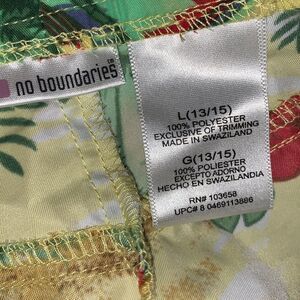 no boundaries®
L(13/15)
100% POLYESTER
EXCLUSIVE OF TRIMMING
MADE IN SWAZILAND
G(13/15)
100% POLIESTER
EXCEPTO ADORNO
HECHO EN SWAZILANDIA
RN# 103658
UPC# 8 0469113886